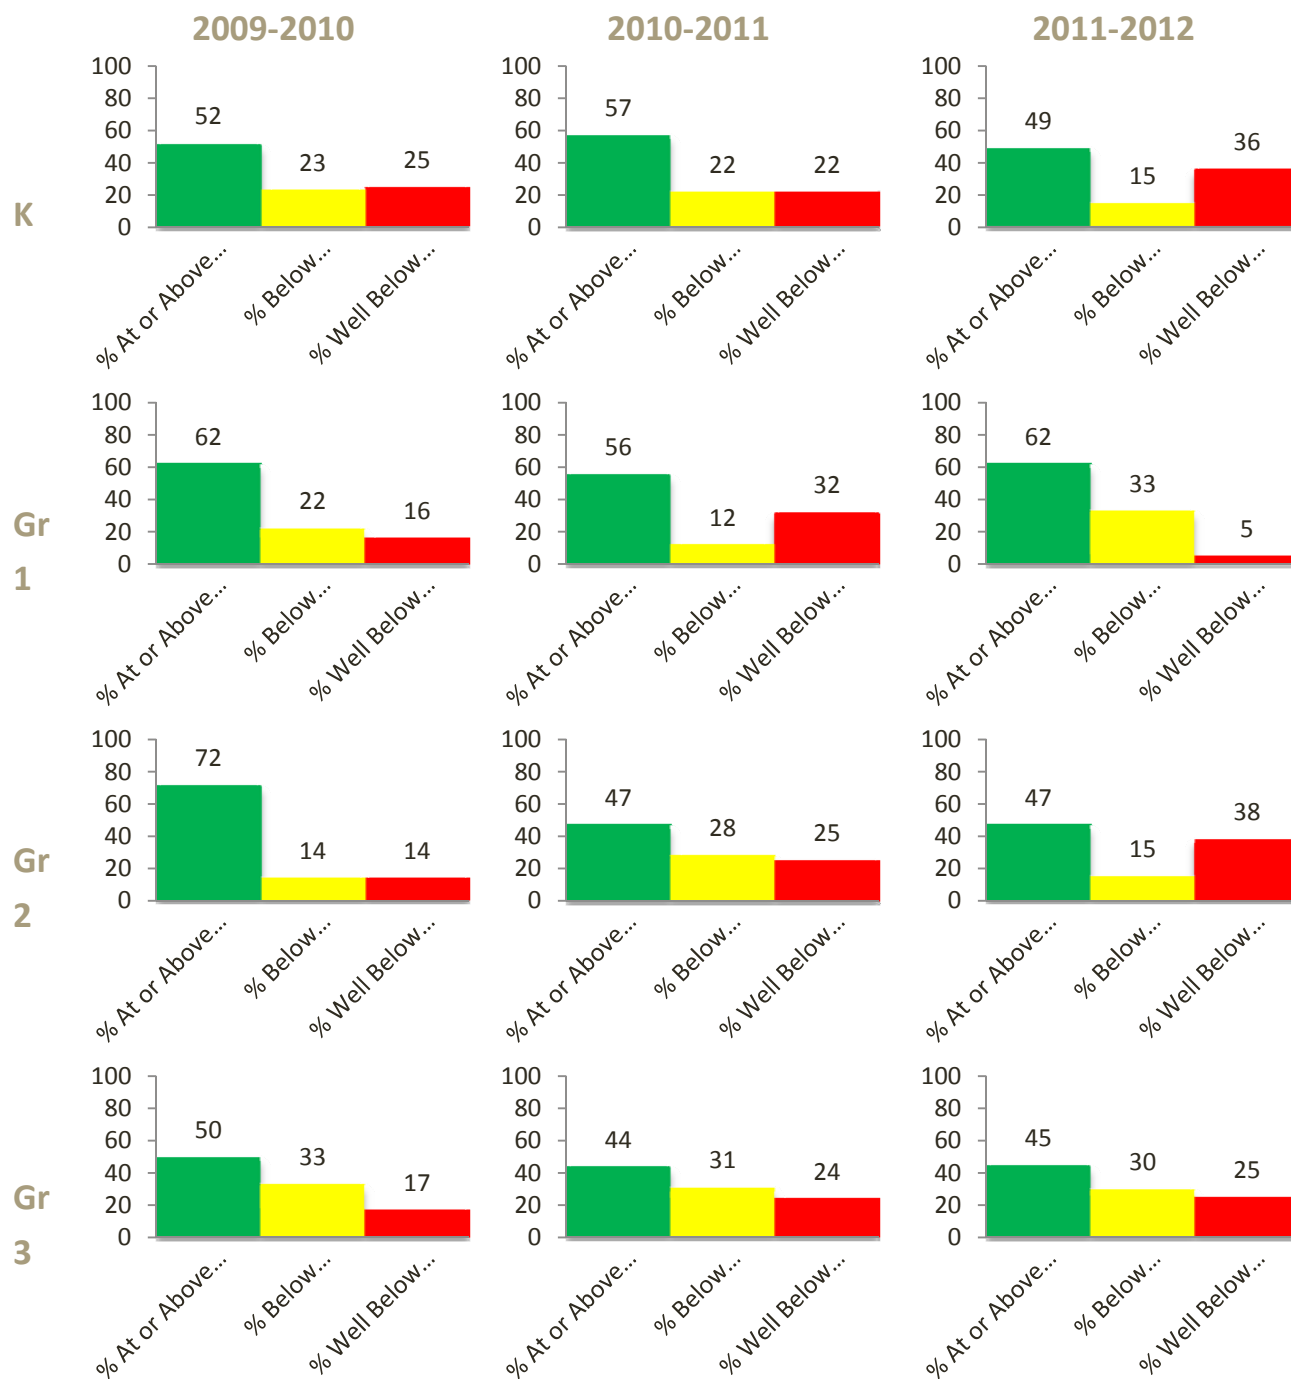 2009-2010 2010-2011 2011-2012
K
100
80
60
40
20
0
52
23
25
% At or Above...
% Below...
% Well Below...
100
80
60
40
20
0
57
22
22
% At or Above...
% Below...
% Well Below...
100
80
60
40
20
0
49
15
36
% At or Above...
% Below...
% Well Below...
Gr
1
100
80
60
40
20
0
62
22
16
% At or Above...
% Below...
% Well Below...
100
80
60
40
20
0
56
12
32
% At or Above...
% Below...
% Well Below...
100
80
60
40
20
0
62
33
5
% At or Above...
% Below...
% Well Below...
Gr
2
100
80
60
40
20
0
72
14
14
% At or Above...
% Below...
% Well Below...
100
80
60
40
20
0
47
28
25
% At or Above...
% Below...
% Well Below...
100
80
60
40
20
0
47
15
38
% At or Above...
% Below...
% Well Below...
Gr
3
100
80
60
40
20
0
50
33
17
% At or Above...
% Below...
% Well Below...
100
80
60
40
20
0
44
31
24
% At or Above...
% Below...
% Well Below...
100
80
60
40
20
0
45
30
25
% At or Above...
% Below...
% Well Below...